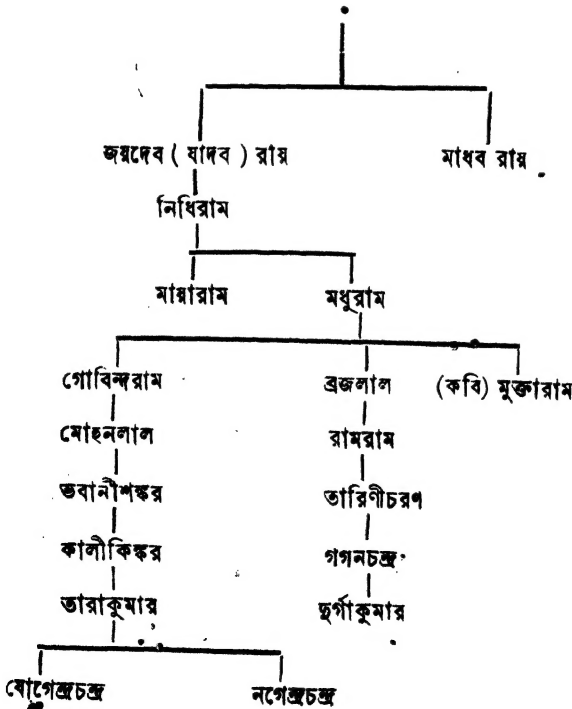 জয়দেব ( যাদব ) রায় মাধব রায়
নিধিরাম
মায়ারাম মধুরাম
গোবিন্দরাম ব্রজলাল (কবি) মুক্তারাম
মোহনলাল রামরাম
ভবানীশঙ্কর তারিণীচরণ
কালীকিঙ্কর গগনচন্দ্র
তারাকুমার দুর্গাকুমার
যোগেন্দ্রচন্দ্র নগেন্দ্রচন্দ্র